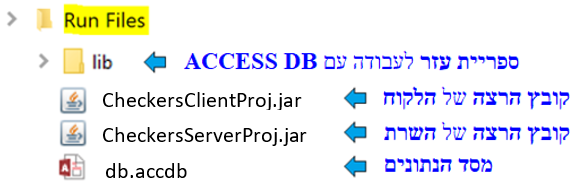 Run Files
lib ספריית עזר לעבודה עם ACCESS DB
CheckersClientProj.jar קובץ הרצה של הלקוח
CheckersServerProj.jar קובץ הרצה של השרת
db.accdb מסד הנתונים